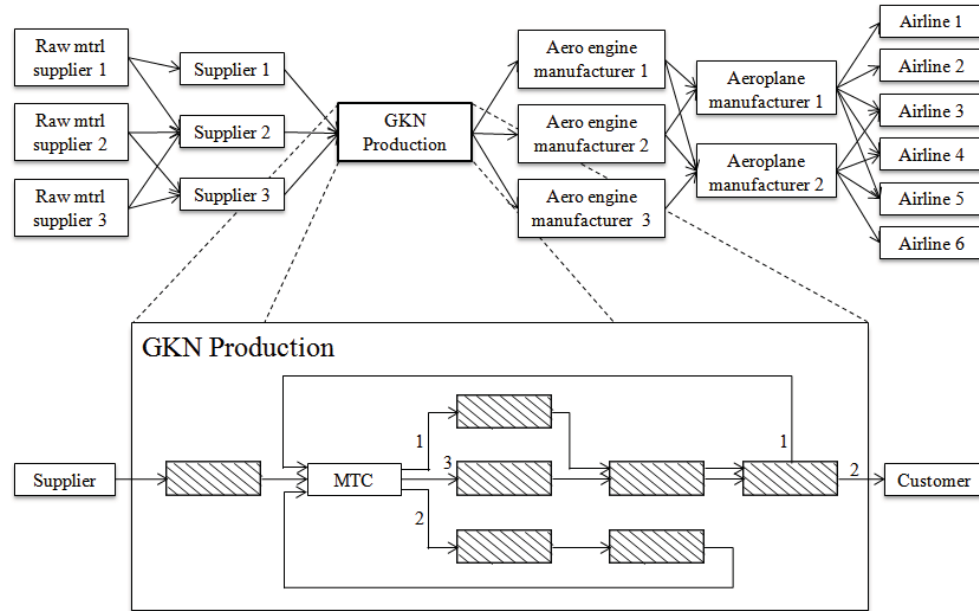 Raw mtrl
supplier 1
Raw mtrl
supplier 2
Raw mtrl
supplier 3
Supplier 1
Supplier 2
Supplier 3
GKN
Production
Aero engine
manufacturer 1
Aero engine
manufacturer 2
Aero engine
manufacturer 3
Aeroplane
manufacturer 1
Aeroplane
manufacturer 2
Airline 1
Airline 2
Airline 3
Airline 4
Airline 5
Airline 6
GKN Production
Supplier
MTC
1
3
2
1
2
Customer